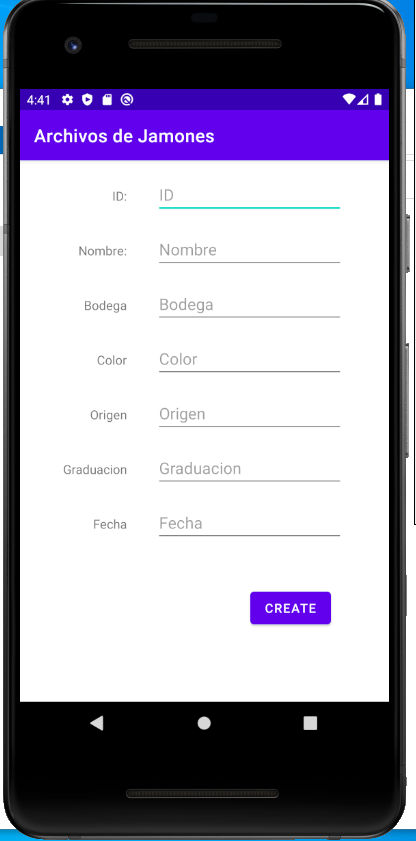 4:41
Archivos de Jamones
ID: ID
Nombre: Nombre
Bodega Bodega
Color Color
Origen Origen
Graduacion Graduacion
Fecha Fecha
CREATE